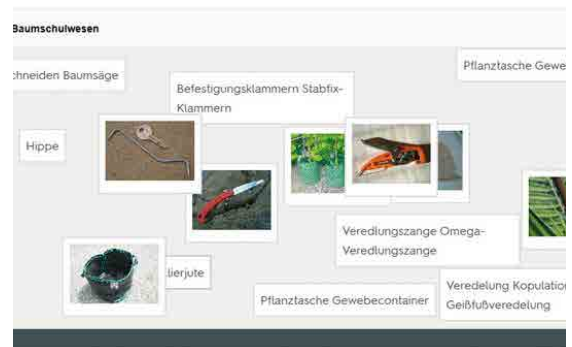 Baumschulwesen
Pflanztasche Gewe
chneiden Baumsäge
Befestigungsklammern Stabfix-
Klammern
Hippe
Veredlungszange Omega-
Veredlungszange
lierjute
Veredelung Kopulation
Geißfußveredelung
Pflanztasche Gewebecontainer